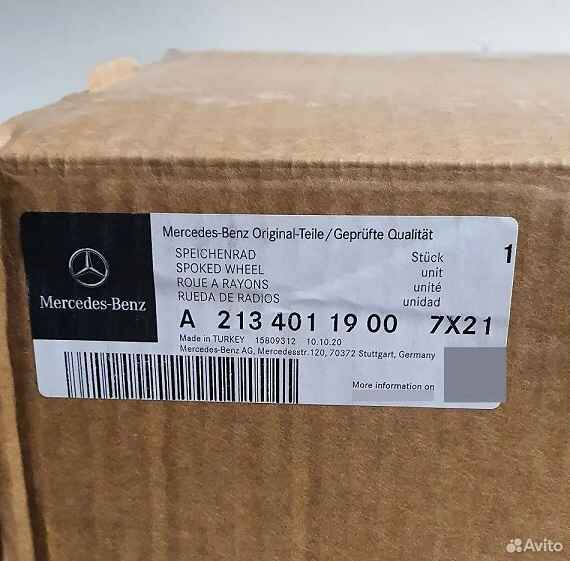 Mercedes-Benz Original-Teile/Geprüfte Qualität
SPEICHENRAD Stück 1
SPOKED WHEEL unit
ROUE A RAYONS unité
RUEDA DE RADIOS unidad
Mercedes-Benz
A 213 401 19 00 7X21
Made in TURKEY 15809312 10.10.20
Mercedes-Benz AG, Mercedesstr.120, 70372 Stuttgart, Germany
More information on
Avito